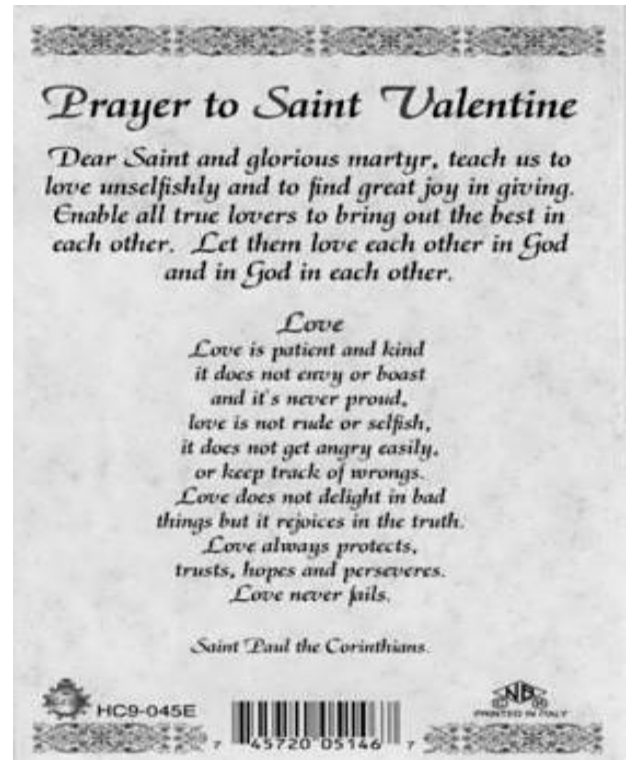 Prayer to Saint Valentine
Dear Saint and glorious martyr, teach us to
love unselfishly and to find great joy in giving.
Enable all true lovers to bring out the best in
each other. Let them love each other in God
and in God in each other.
Love
Love is patient and kind
it does not envy or boast
and it's never proud,
love is not rude or selfish,
it does not get angry easily,
or keep track of wrongs.
Love does not delight in bad
things but it rejoices in the truth.
Love always protects,
trusts, hopes and perseveres.
Love never fails.
Saint Paul the Corinthians.
HC9-045E
7 45720 05146 7
NB
PRINTED IN ITALY